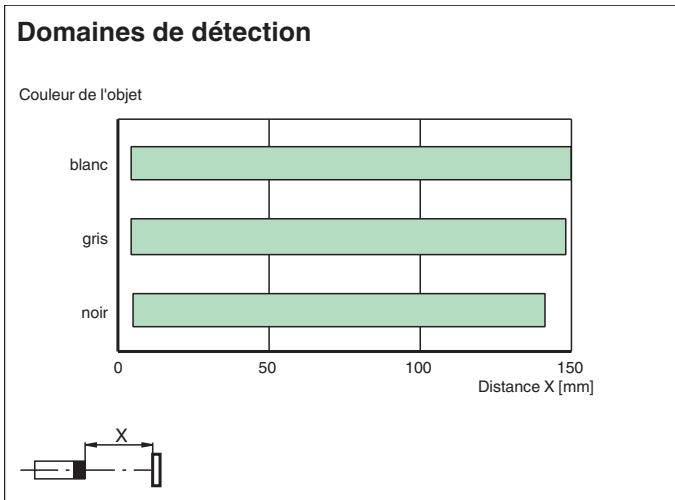 Domaines de détection
Couleur de l'objet
blanc
gris
noir
0 50 100 150
Distance X [mm]
X